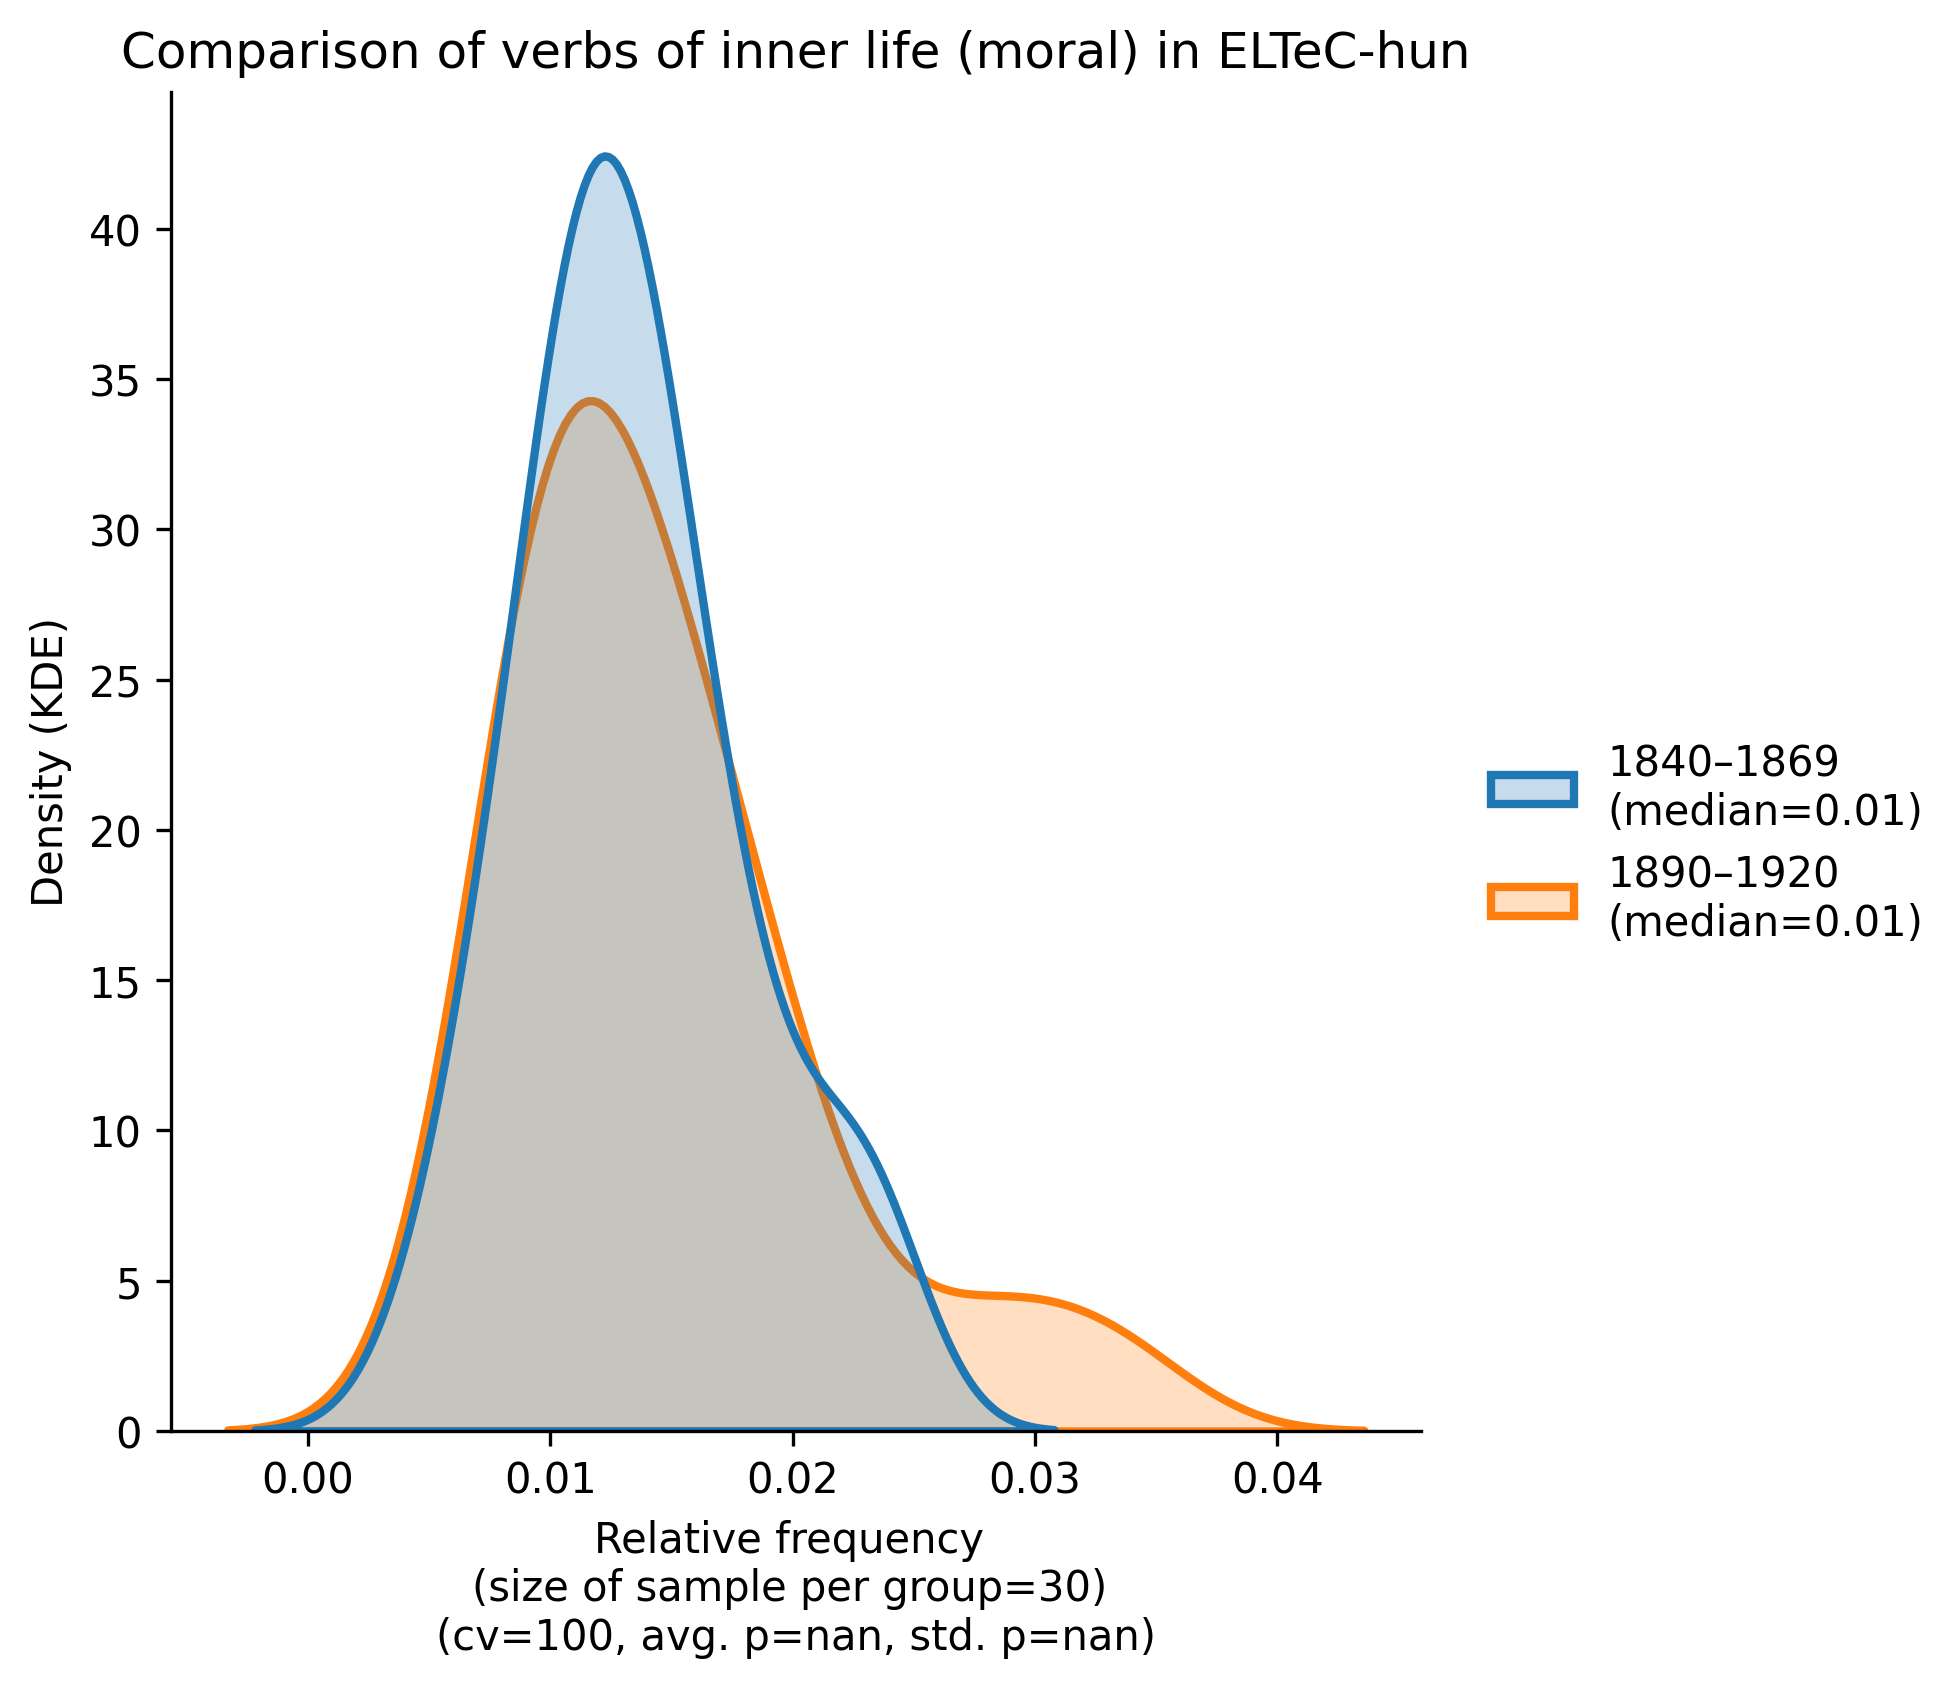 Comparison of verbs of inner life (moral) in ELTeC-hun
Density (KDE)
40
35
30
25
20
15
10
5
0
0.00 0.01 0.02 0.03 0.04
Relative frequency
(size of sample per group=30)
(cv=100, avg. p=nan, std. p=nan)
1840–1869
(median=0.01)
1890–1920
(median=0.01)